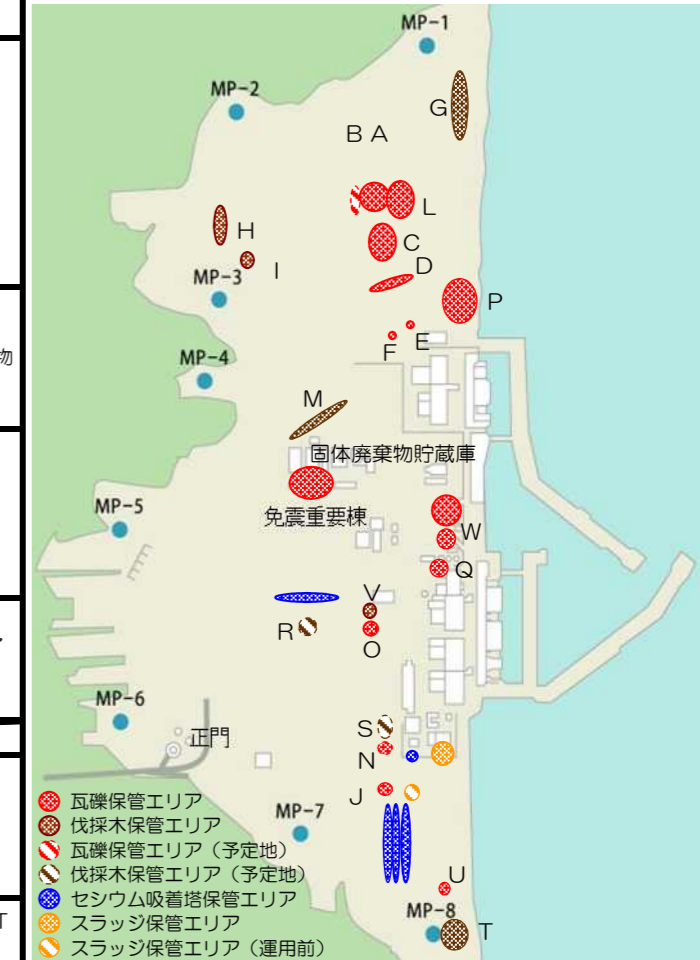 MP-1
MP-2
G
B A
L
H
C
I
D
MP-3
P
E
F
物
MP-4
M
固体廃棄物貯蔵庫
免震重要棟
MP-5
W
Q
V
R
O
MP-6
S
正門
N
J
瓦礫保管エリア
伐採木保管エリア
MP-7
瓦礫保管エリア（予定地）
伐採木保管エリア（予定地）
セシウム吸着塔保管エリア
U
MP-8
T
T
スラッジ保管エリア
スラッジ保管エリア（運用前）